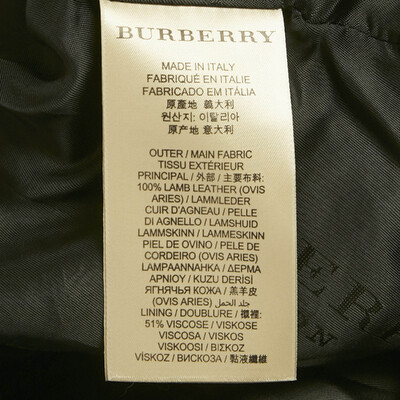 BURBERRY
MADE IN ITALY
FABRIQUÉ EN ITALIE
FABRICADO EM ITÁLIA
原產地 義大利
원산지: 이탈리아
原产地 意大利
OUTER / MAIN FABRIC
TISSU EXTÉRIEUR
PRINCIPAL / 外部 / 主要布料:
100% LAMB LEATHER (OVIS
ARIES) / LAMMLEDER
CUIR D'AGNEAU / PELLE
DI AGNELLO / LAMSHUID
LAMMSKINN / LAMMESKINN
PIEL DE OVINO / PELE DE
CORDEIRO (OVIS ARIES)
LAMPAANNAHKA / ΔΕΡΜΑ
ΑΡΝΙΟΥ / KUZU DERİSİ
ЯГНЯЧЬЯ КОЖА / 羔羊皮
(OVIS ARIES) جلد الحمل
LINING / DOUBLURE / 襯裡:
51% VISCOSE / VISKOSE
VISCOSA / VISKOS
VISKOOSI / ΒΙΣΚΟΖ
VİSKOZ / ВИСКОЗА / 黏液纖維